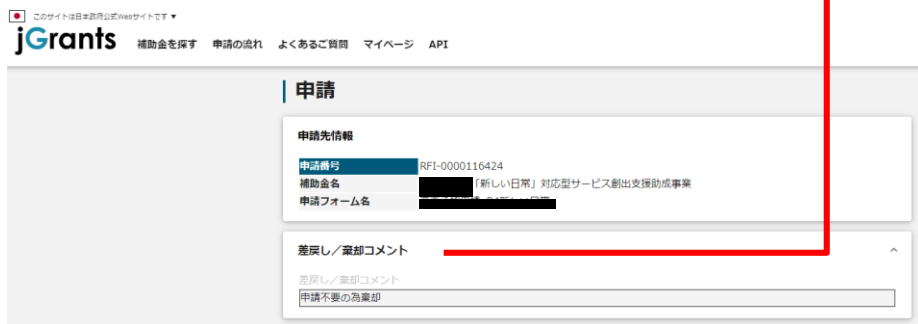 このサイトは日本政府公式Webサイトです ▼
jGrants 補助金を探す 申請の流れ よくあるご質問 マイページ API
申請
申請先情報
申請番号 RFI-0000116424
補助金名 「新しい日常」対応型サービス創出支援助成事業
申請フォーム名
差戻し／棄却コメント
差戻し／棄却コメント
申請不要の為棄却